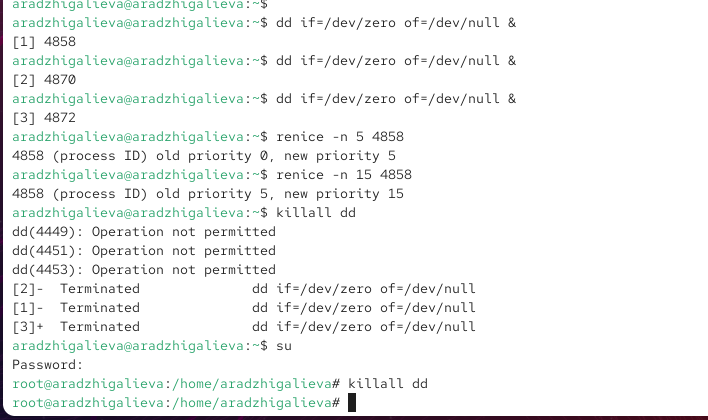 aradzhigalieva@aradzhigalieva:~$
aradzhigalieva@aradzhigalieva:~$ dd if=/dev/zero of=/dev/null &
[1] 4858
aradzhigalieva@aradzhigalieva:~$ dd if=/dev/zero of=/dev/null &
[2] 4870
aradzhigalieva@aradzhigalieva:~$ dd if=/dev/zero of=/dev/null &
[3] 4872
aradzhigalieva@aradzhigalieva:~$ renice -n 5 4858
4858 (process ID) old priority 0, new priority 5
aradzhigalieva@aradzhigalieva:~$ renice -n 15 4858
4858 (process ID) old priority 5, new priority 15
aradzhigalieva@aradzhigalieva:~$ killall dd
dd(4449): Operation not permitted
dd(4451): Operation not permitted
dd(4453): Operation not permitted
[2]-  Terminated              dd if=/dev/zero of=/dev/null
[1]-  Terminated              dd if=/dev/zero of=/dev/null
[3]+  Terminated              dd if=/dev/zero of=/dev/null
aradzhigalieva@aradzhigalieva:~$ su
Password:
root@aradzhigalieva:/home/aradzhigalieva# killall dd
root@aradzhigalieva:/home/aradzhigalieva#